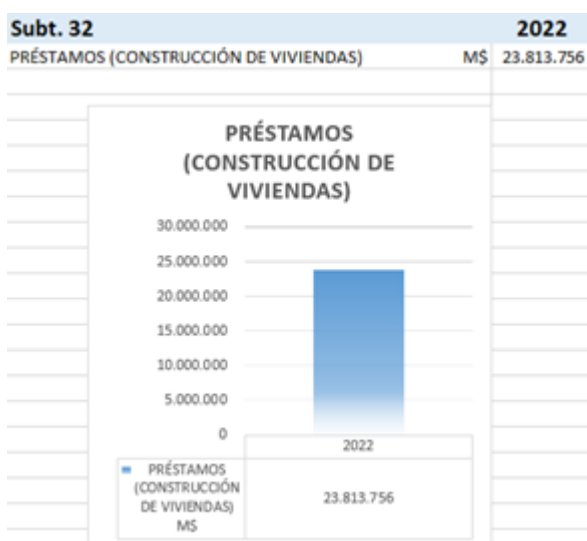 Subt. 32 2022
PRÉSTAMOS (CONSTRUCCIÓN DE VIVIENDAS) M$ 23.813.756
PRÉSTAMOS
(CONSTRUCCIÓN DE
VIVIENDAS)
30.000.000
25.000.000
20.000.000
15.000.000
10.000.000
5.000.000
0
2022
PRÉSTAMOS
(CONSTRUCCIÓN
DE VIVIENDAS)
M$
23.813.756